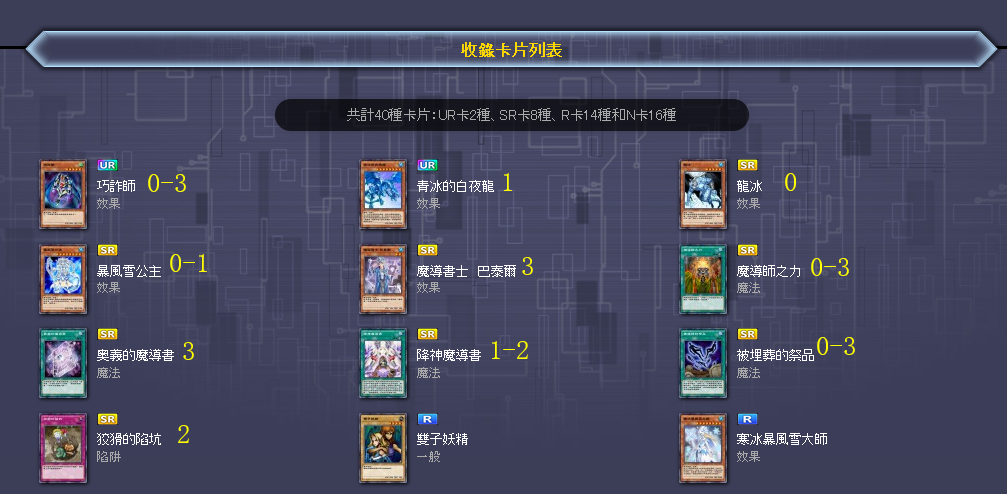 收錄卡片列表
共計40種卡片：UR卡2種、SR卡8種、R卡14種和N卡16種
UR
巧詐師 0-3
效果
UR
青冰的白夜龍 1
效果
SR
龍冰 0
效果
SR
暴風雪公主 0-1
效果
SR
魔導書士 巴泰爾 3
效果
SR
魔導師之力 0-3
魔法
SR
奧義的魔導書 3
魔法
SR
降神魔導書 1-2
魔法
SR
被埋葬的祭品 0-3
魔法
SR
狡猾的陷坑 2
陷阱
R
雙子妖精
一般
R
寒冰暴風雪大師
效果